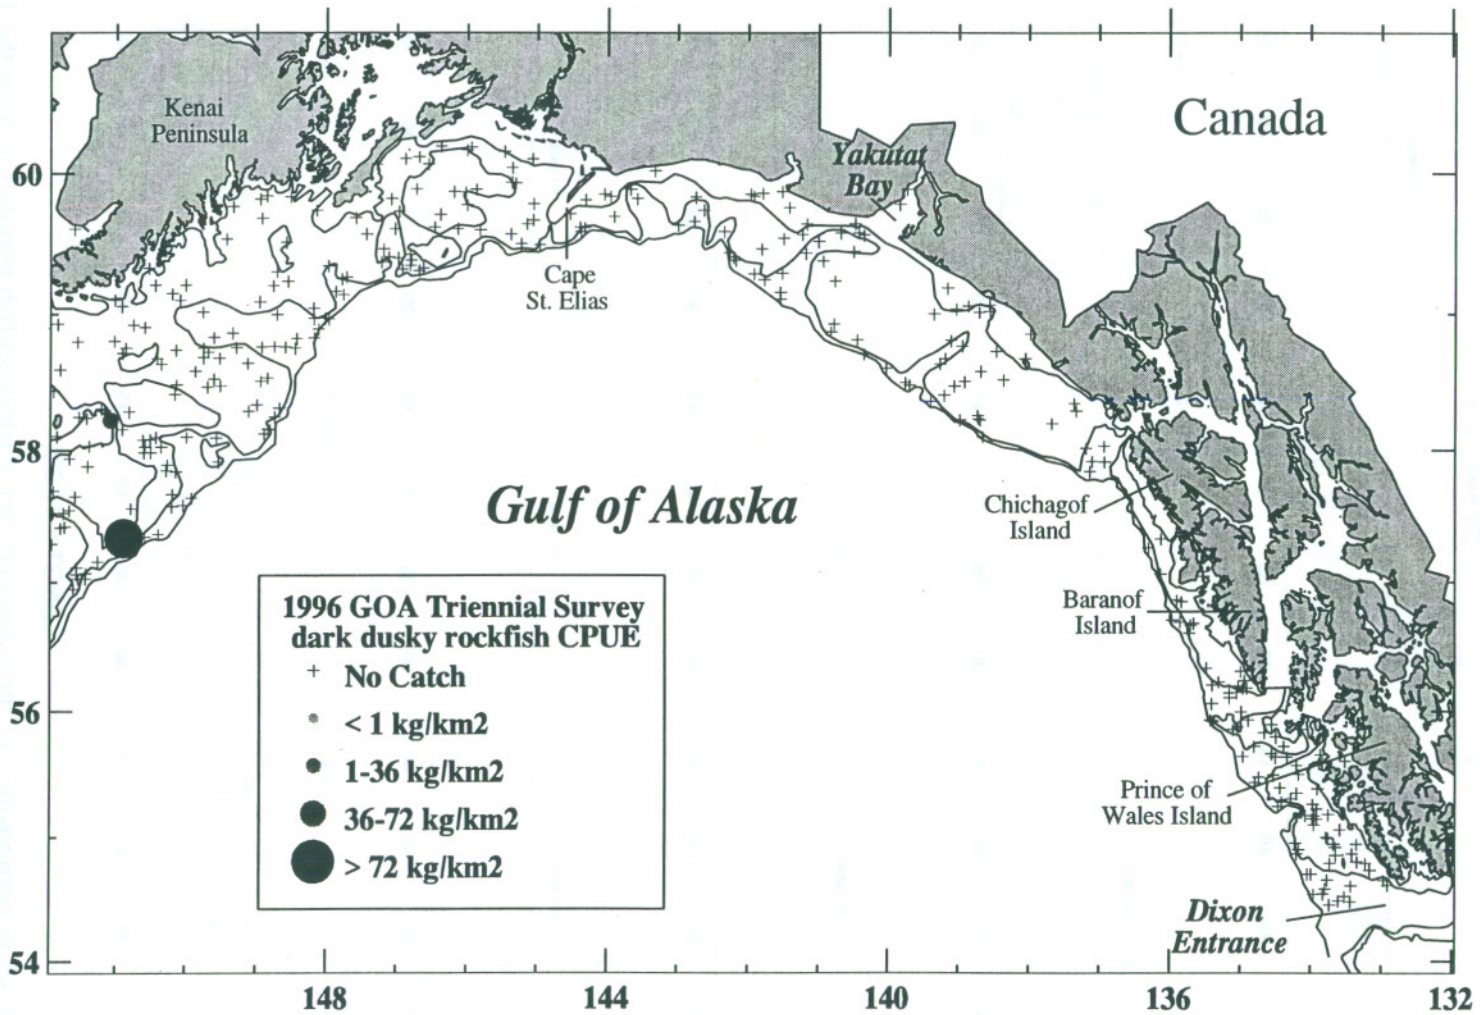 Kenai
Peninsula
Canada
Yakutat
Bay
60
Cape
St. Elias
58
Gulf of Alaska
Chichagof
Island
1996 GOA Triennial Survey
dark dusky rockfish CPUE
+ No Catch
< 1 kg/km2
1-36 kg/km2
36-72 kg/km2
> 72 kg/km2
Baranof
Island
56
Prince of
Wales Island
Dixon
Entrance
54
148 144 140 136 132